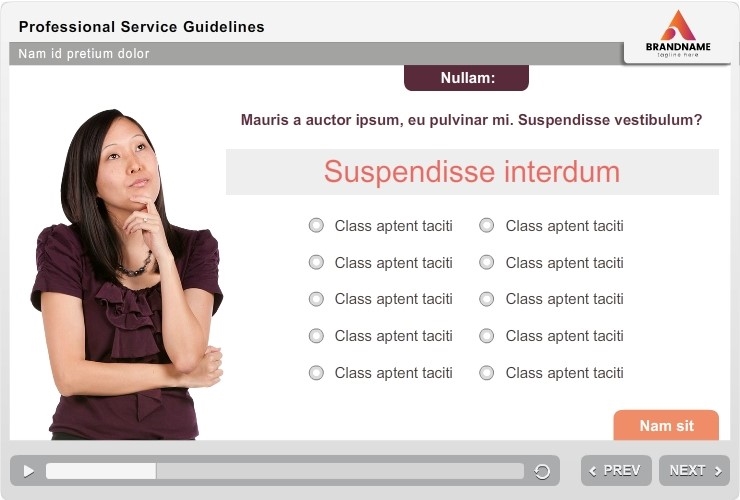 Professional Service Guidelines
Nam id pretium dolor
BRANDNAME
tagline here
Nullam:
Mauris a auctor ipsum, eu pulvinar mi. Suspendisse vestibulum?
Suspendisse interdum
Class aptent taciti Class aptent taciti
Class aptent taciti Class aptent taciti
Class aptent taciti Class aptent taciti
Class aptent taciti Class aptent taciti
Class aptent taciti Class aptent taciti
Nam sit
PREV NEXT